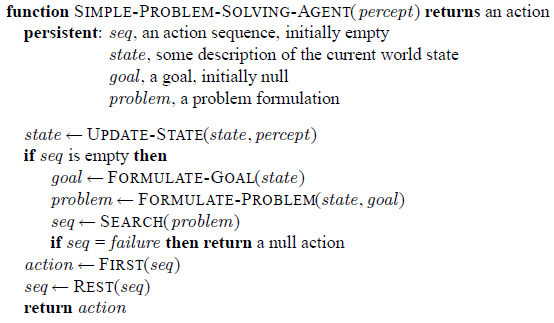 function SIMPLE-PROBLEM-SOLVING-AGENT(percept) returns an action
persistent: seq, an action sequence, initially empty
state, some description of the current world state
goal, a goal, initially null
problem, a problem formulation
state ← UPDATE-STATE(state, percept)
if seq is empty then
goal ← FORMULATE-GOAL(state)
problem ← FORMULATE-PROBLEM(state, goal)
seq ← SEARCH(problem)
if seq = failure then return a null action
action ← FIRST(seq)
seq ← REST(seq)
return action